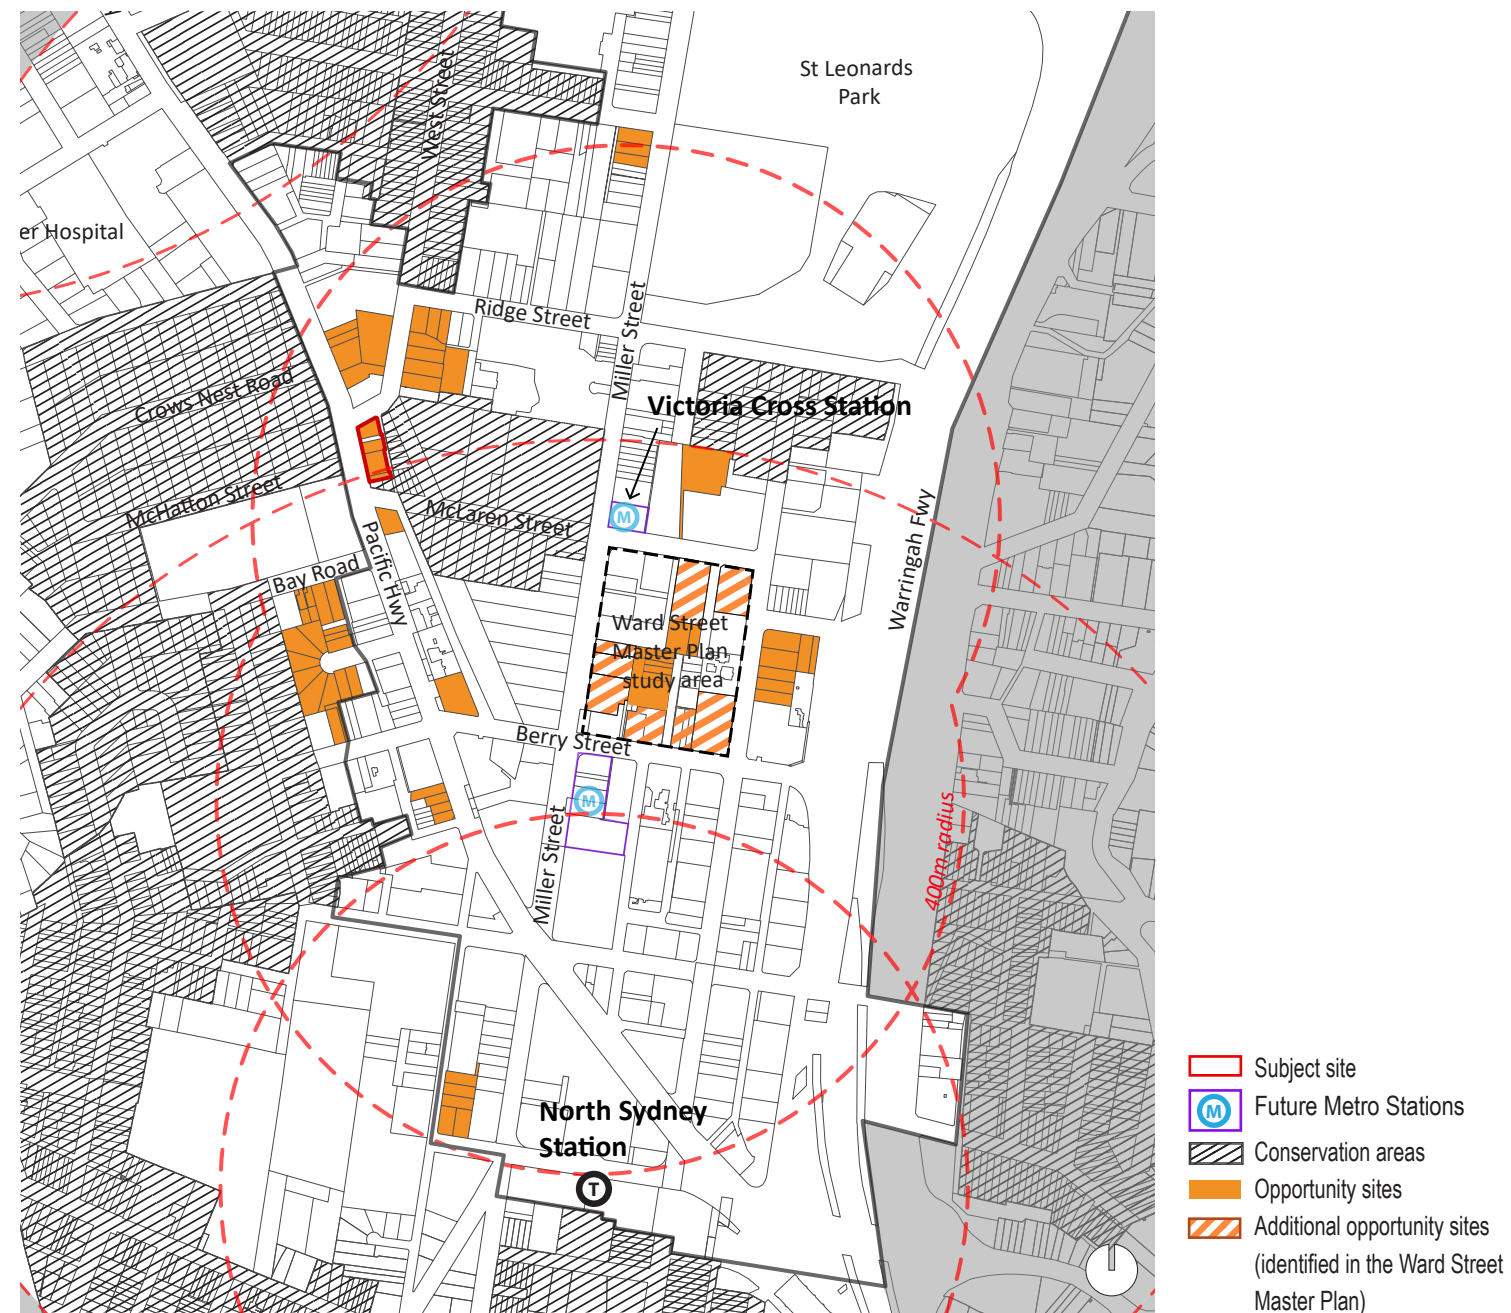 St Leonards
Park
West Street
er Hospital
Ridge Street
Miller Street
Crows Nest Road
Victoria Cross Station
McHatton Street
McLaren Street
M
Pacific Hwy
Warringah Fwy
Bay Road
Ward Street
Master Plan
study area
Berry Street
M
Miller Street
400m radius
North Sydney
Station
T
Subject site
M
Future Metro Stations
Conservation areas
Opportunity sites
Additional opportunity sites
(identified in the Ward Street
Master Plan)